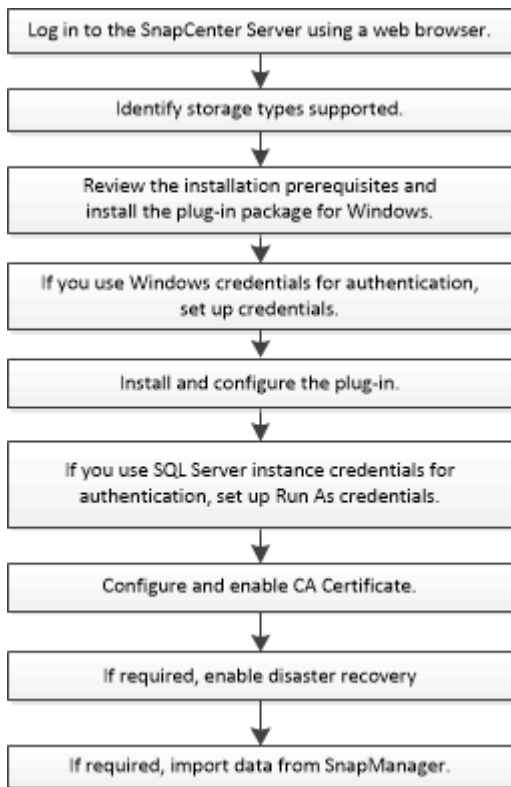 Log in to the SnapCenter Server using a web browser.
Identify storage types supported.
Review the installation prerequisites and
install the plug-in package for Windows.
If you use Windows credentials for authentication,
set up credentials.
Install and configure the plug-in.
If you use SQL Server instance credentials for
authentication, set up Run As credentials.
Configure and enable CA Certificate.
If required, enable disaster recovery
If required, import data from SnapManager.